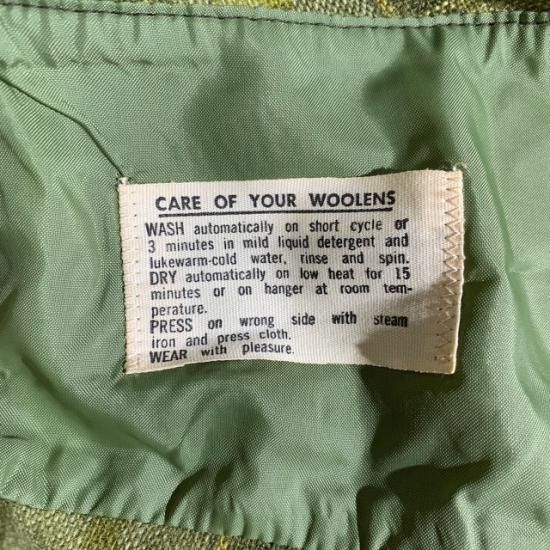 CARE OF YOUR WOOLENS
WASH automatically on short cycle of
3 minutes in mild liquid detergent and
lukewarm-cold water, rinse and spin.
DRY automatically on low heat for 15
minutes or on hanger at room tem-
perature.
PRESS on wrong side with steam
iron and press cloth.
WEAR with pleasure.